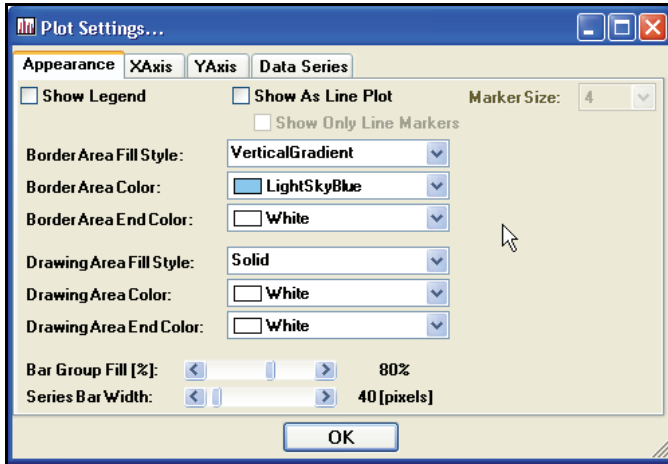 Plot Settings...
Appearance XAxis YAxis Data Series
Show Legend Show As Line Plot Marker Size: 4
Show Only Line Markers
Border Area Fill Style: VerticalGradient
Border Area Color: LightSkyBlue
Border Area End Color: White
Drawing Area Fill Style: Solid
Drawing Area Color: White
Drawing Area End Color: White
Bar Group Fill [%]: 80%
Series Bar Width: 40 [pixels]
OK